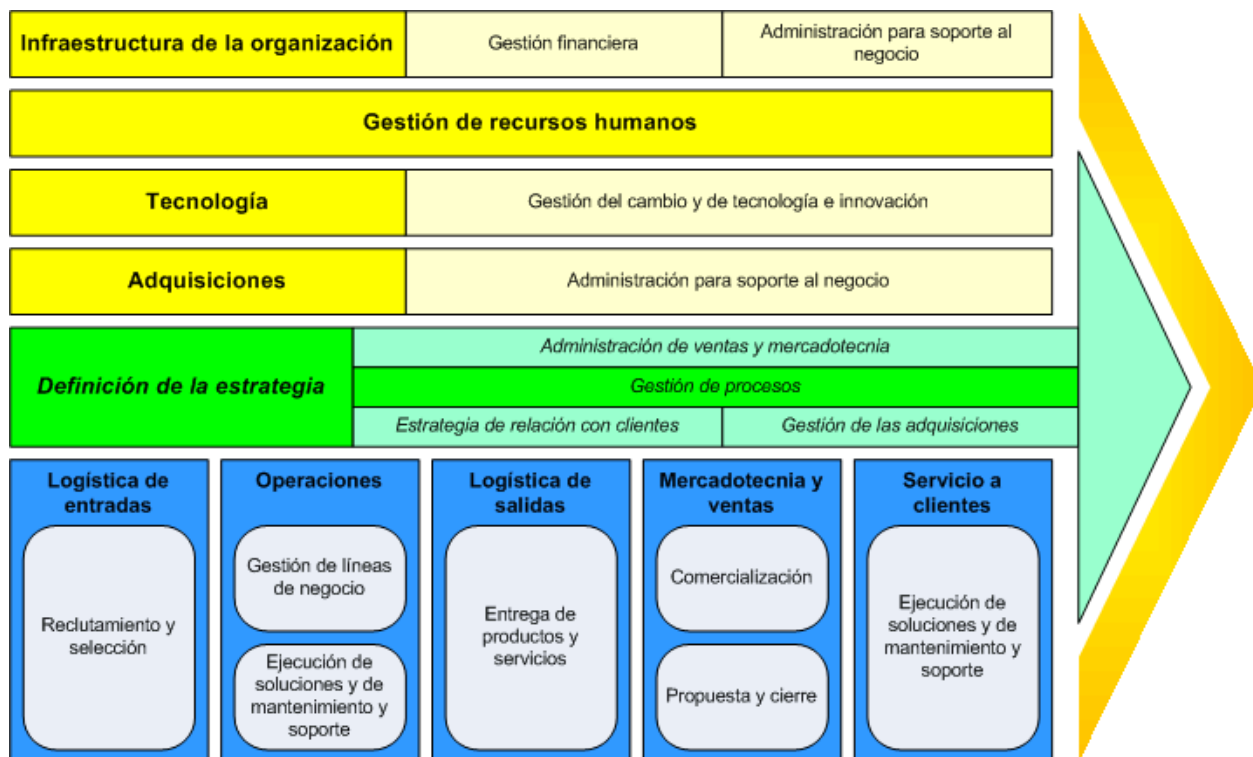 Infraestructura de la organización
Gestión financiera
Administración para soporte al
negocio
Gestión de recursos humanos
Tecnología
Gestión del cambio y de tecnología e innovación
Adquisiciones
Administración para soporte al negocio
Definición de la estrategia
Administración de ventas y mercadotecnia
Gestión de procesos
Estrategia de relación con clientes
Gestión de las adquisiciones
Logística de
entradas
Reclutamiento y
selección
Operaciones
Gestión de líneas
de negocio
Ejecución de
soluciones y de
mantenimiento y
soporte
Logística de
salidas
Entrega de
productos y
servicios
Mercadotecnia y
ventas
Comercialización
Propuesta y cierre
Servicio a
clientes
Ejecución de
soluciones y de
mantenimiento y
soporte